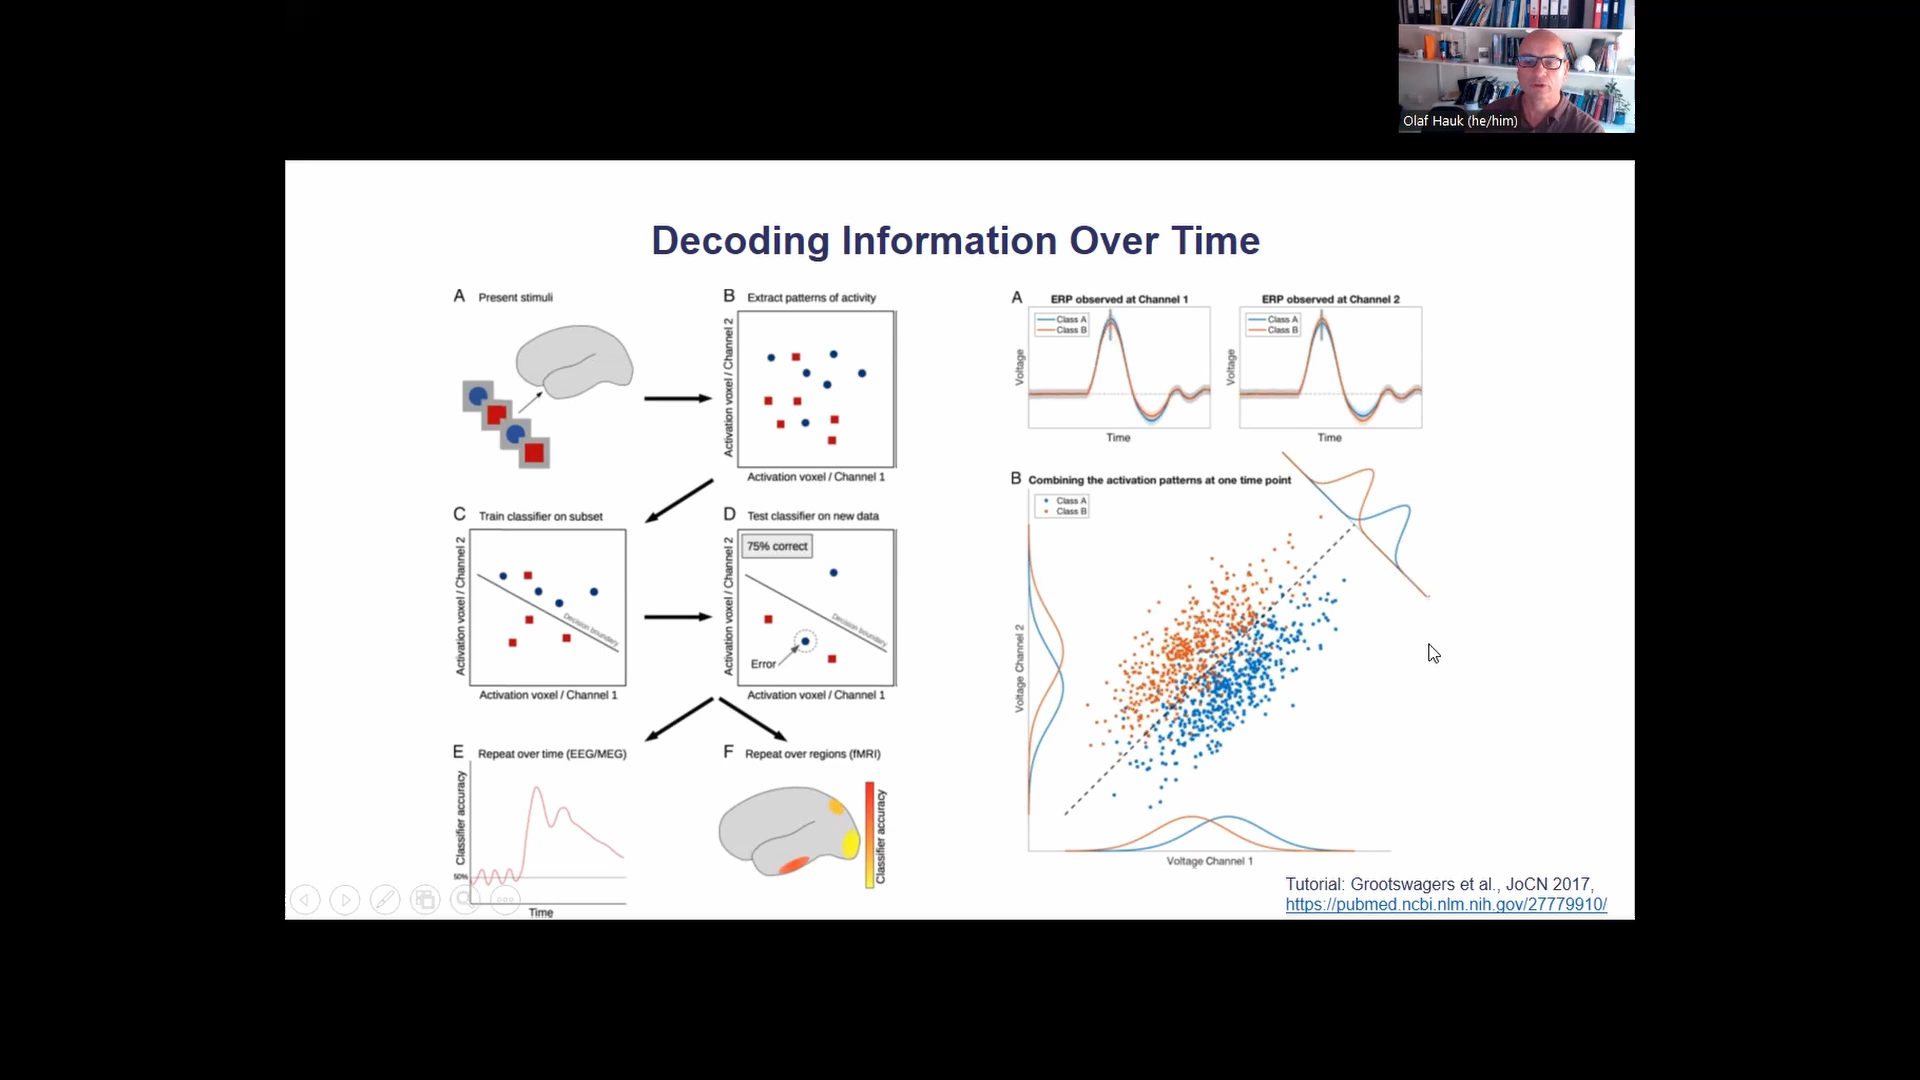 Olaf Hauk (he/him)
Decoding Information Over Time
A Present stimuli
B Extract patterns of activity
Activation voxel / Channel 2
Activation voxel / Channel 1
C Train classifier on subset
Activation voxel / Channel 2
Decision boundary
Activation voxel / Channel 1
D Test classifier on new data
75% correct
Activation voxel / Channel 2
Decision boundary
Error
Activation voxel / Channel 1
E Repeat over time (EEG/MEG)
Classifier accuracy
50%
Time
F Repeat over regions (fMRI)
Classifier accuracy
A
ERP observed at Channel 1
Class A
Class B
Voltage
Time
ERP observed at Channel 2
Class A
Class B
Voltage
Time
B Combining the activation patterns at one time point
Class A
Class B
Voltage Channel 2
Voltage Channel 1
Tutorial: Grootswagers et al., JoCN 2017,
https://pubmed.ncbi.nlm.nih.gov/27779910/